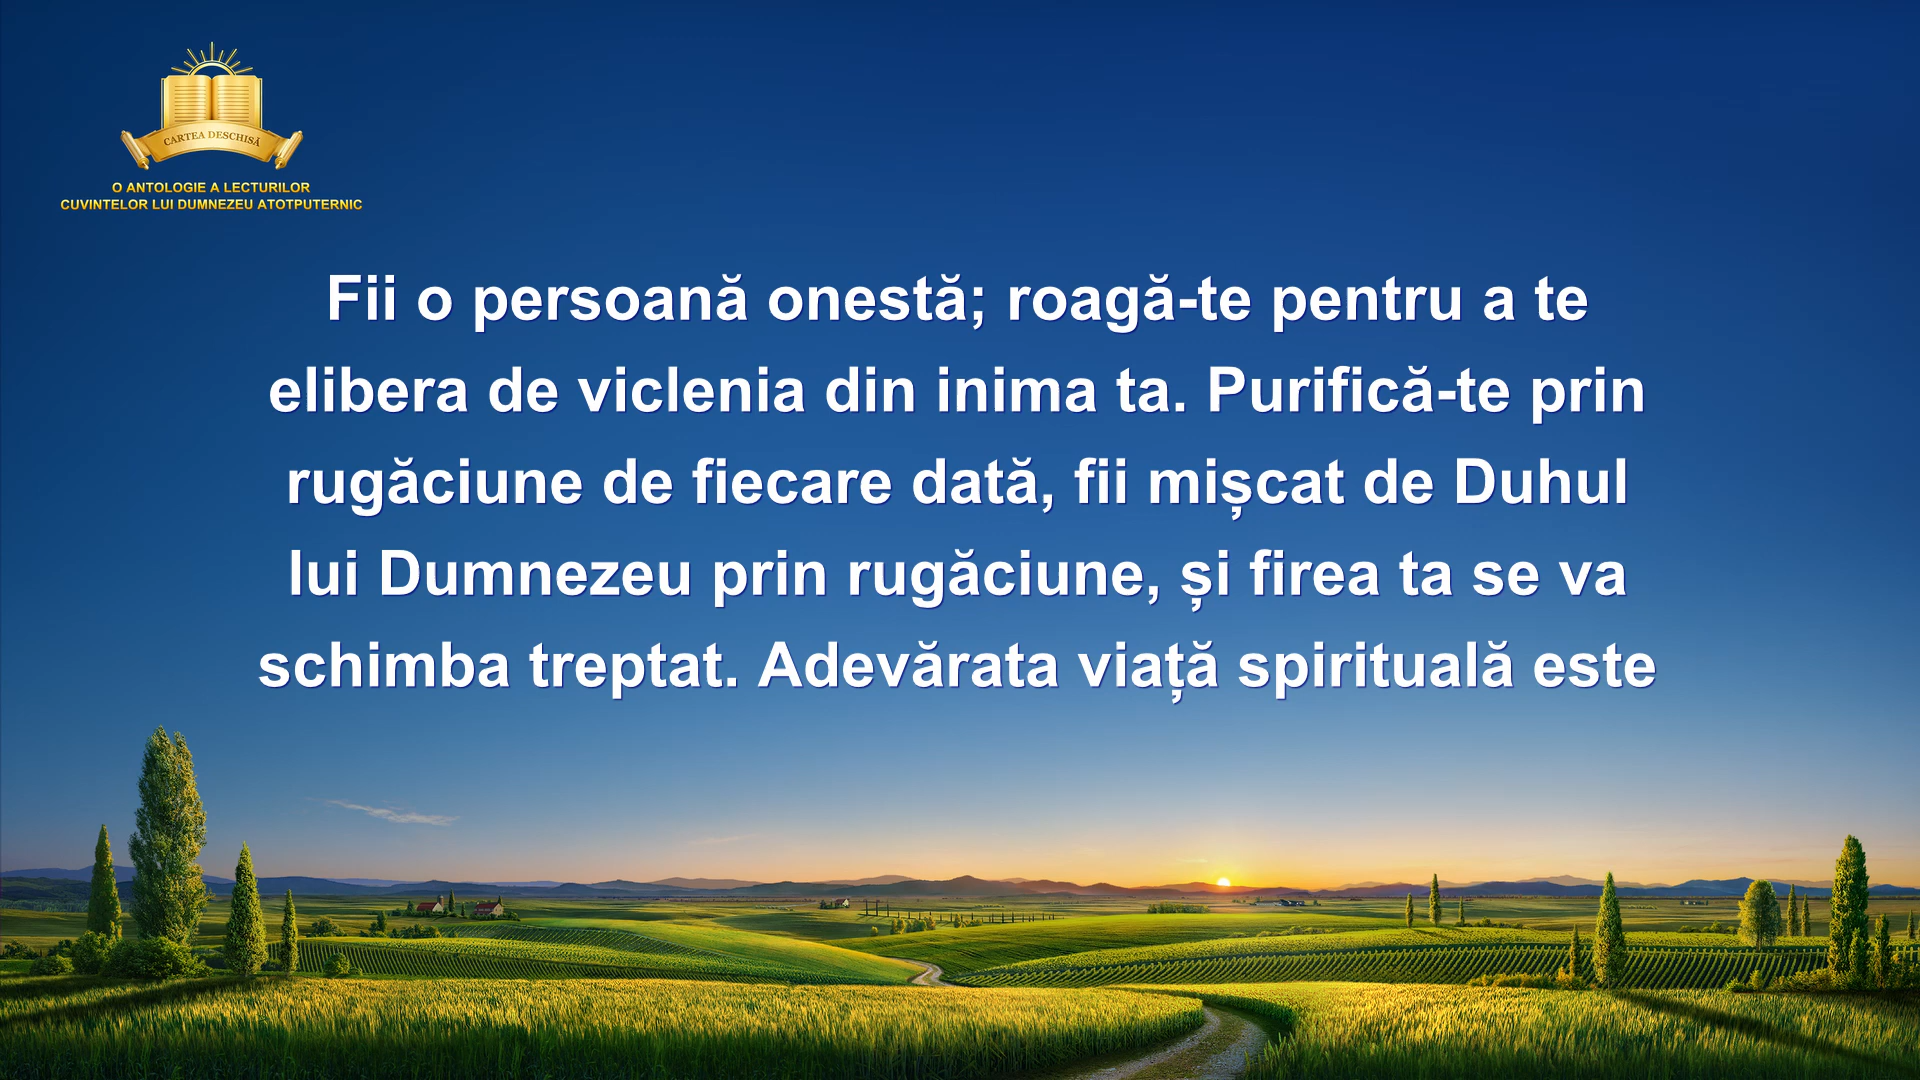 CARTEA DESCHISĂ
O ANTOLOGIE A LECTURILOR
CUVINTELOR LUI DUMNEZEU ATOTPUTERNIC
Fii o persoană onestă; roagă-te pentru a te
elibera de viclenia din inima ta. Purifică-te prin
rugăciune de fiecare dată, fii mișcat de Duhul
lui Dumnezeu prin rugăciune, și firea ta se va
schimba treptat. Adevărata viață spirituală este